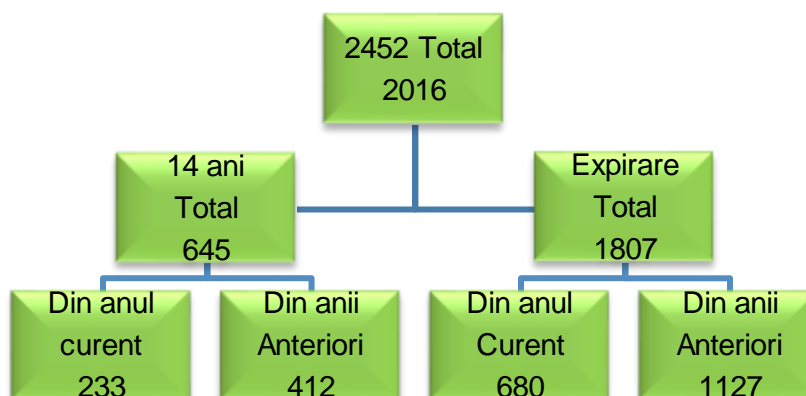 2452 Total
2016
14 ani
Total
645
Expirare
Total
1807
Din anul
curent
233
Din anii
Anteriori
412
Din anul
Curent
680
Din anii
Anteriori
1127